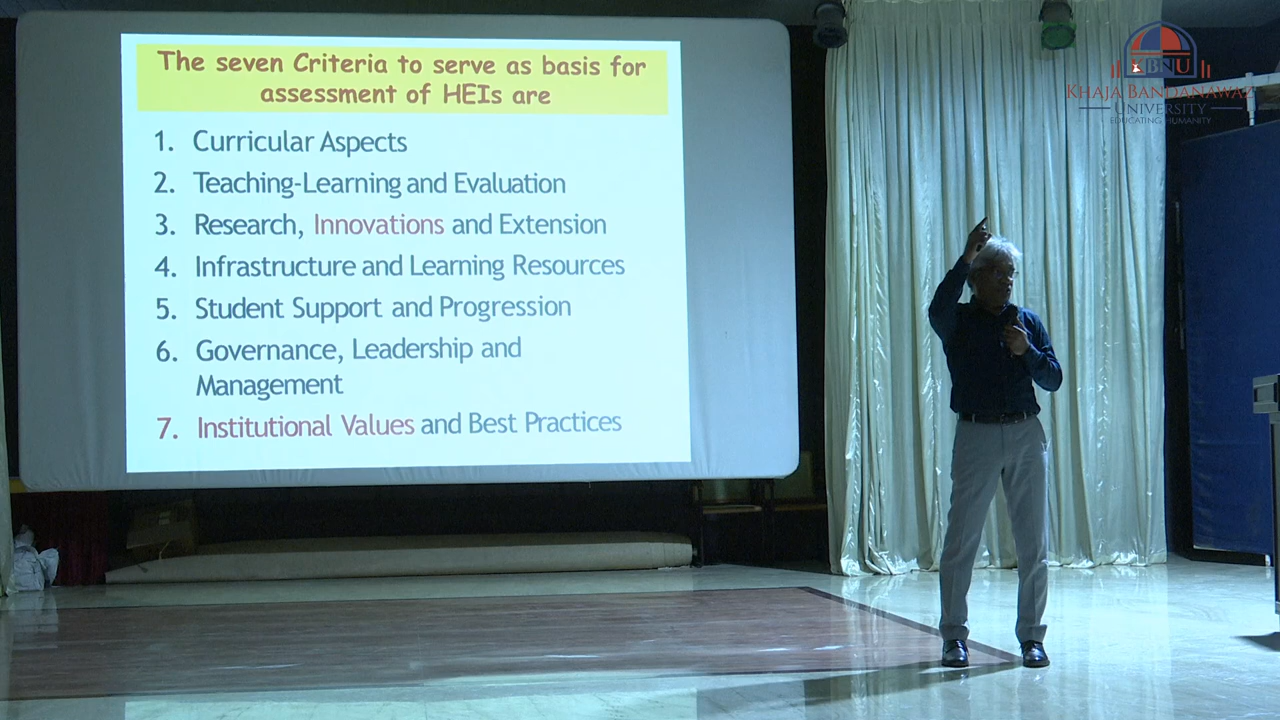 The seven Criteria to serve as basis for
assessment of HEIs are
1. Curricular Aspects
2. Teaching-Learning and Evaluation
3. Research, Innovations and Extension
4. Infrastructure and Learning Resources
5. Student Support and Progression
6. Governance, Leadership and
Management
7. Institutional Values and Best Practices
KBNU
KHAJA BANDANAWAZ
UNIVERSITY
EDUCATING HUMANITY